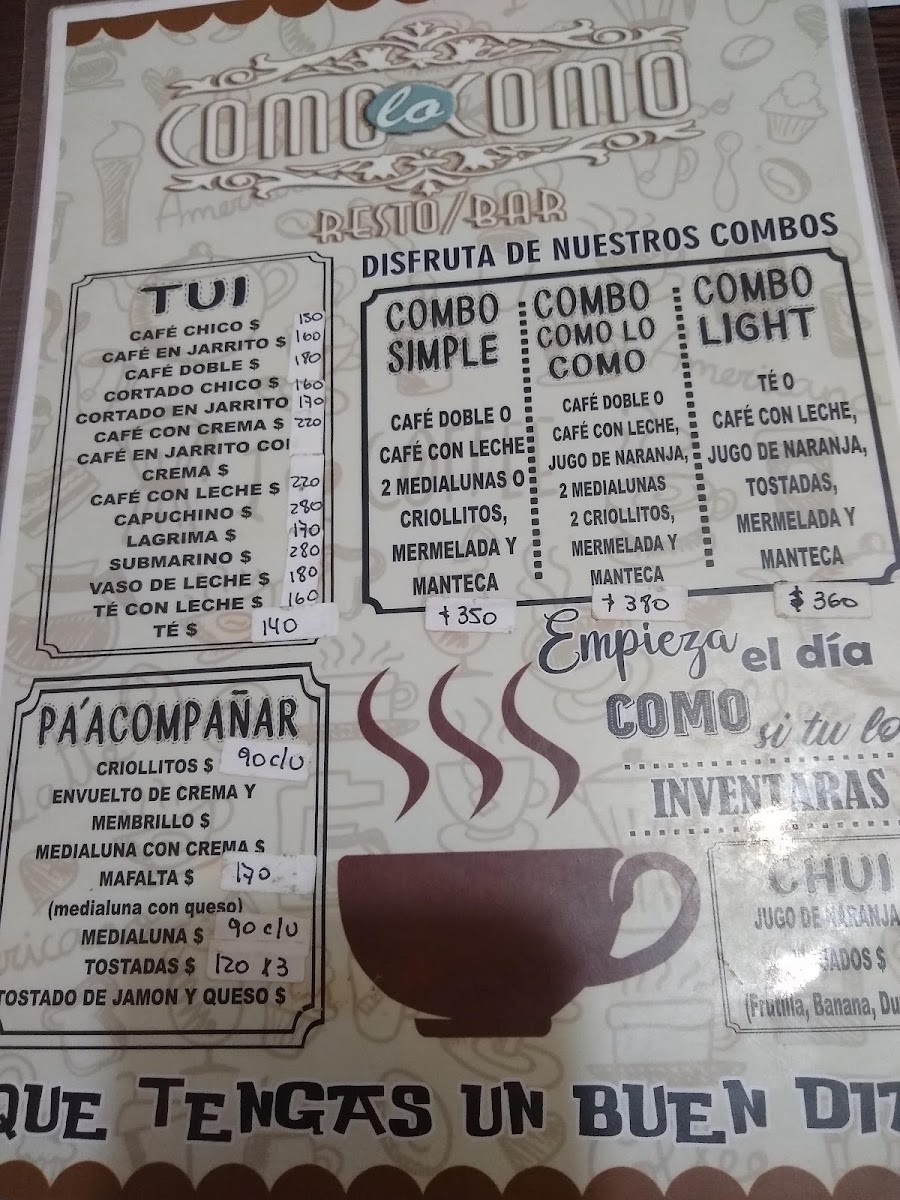 COMO lo COMO
RESTO/BAR
DISFRUTA DE NUESTROS COMBOS
TUI
CAFÉ CHICO $ 150
CAFÉ EN JARRITO $ 160
CAFÉ DOBLE $ 180
CORTADO CHICO $ 160
CORTADO EN JARRITO 170
CAFÉ CON CREMA $ 220
CAFÉ EN JARRITO CON
CREMA $
CAFÉ CON LECHE $ 220
CAPUCHINO $ 280
LAGRIMA $ 170
SUBMARINO $ 280
VASO DE LECHE $ 180
TÉ CON LECHE $ 160
TÉ $ 140
COMBO
SIMPLE
CAFÉ DOBLE O
CAFÉ CON LECHE
2 MEDIALUNAS O
CRIOLLITOS,
MERMELADA Y
MANTECA
$350
COMBO
COMO LO
COMO
CAFÉ DOBLE O
CAFÉ CON LECHE,
JUGO DE NARANJA,
2 MEDIALUNAS
2 CRIOLLITOS,
MERMELADA Y
MANTECA
$380
COMBO
LIGHT
TÉ O
CAFÉ CON LECHE,
JUGO DE NARANJA,
TOSTADAS,
MERMELADA Y
MANTECA
$360
Empieza el día
COMO si tu lo
INVENTARAS
PA´ACOMPAÑAR
CRIOLLITOS $ 90 c/u
ENVUELTO DE CREMA Y
MEMBRILLO $
MEDIALUNA CON CREMA $
MAFALTA $ 170
(medialuna con queso)
MEDIALUNA $ 90 c/u
TOSTADAS $ 120 x3
TOSTADO DE JAMON Y QUESO $
CHUI
JUGO DE NARANJA
ADOS $
(Frutilla, Banana, Du
QUE TENGAS UN BUEN DIA